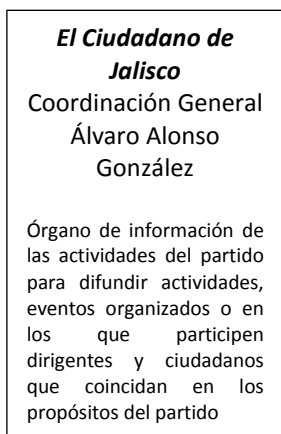 El Ciudadano de
Jalisco
Coordinación General
Álvaro Alonso
González
Órgano de información de
las actividades del partido
para difundir actividades,
eventos organizados o en
los que participen
dirigentes y ciudadanos
que coincidan en los
propósitos del partido